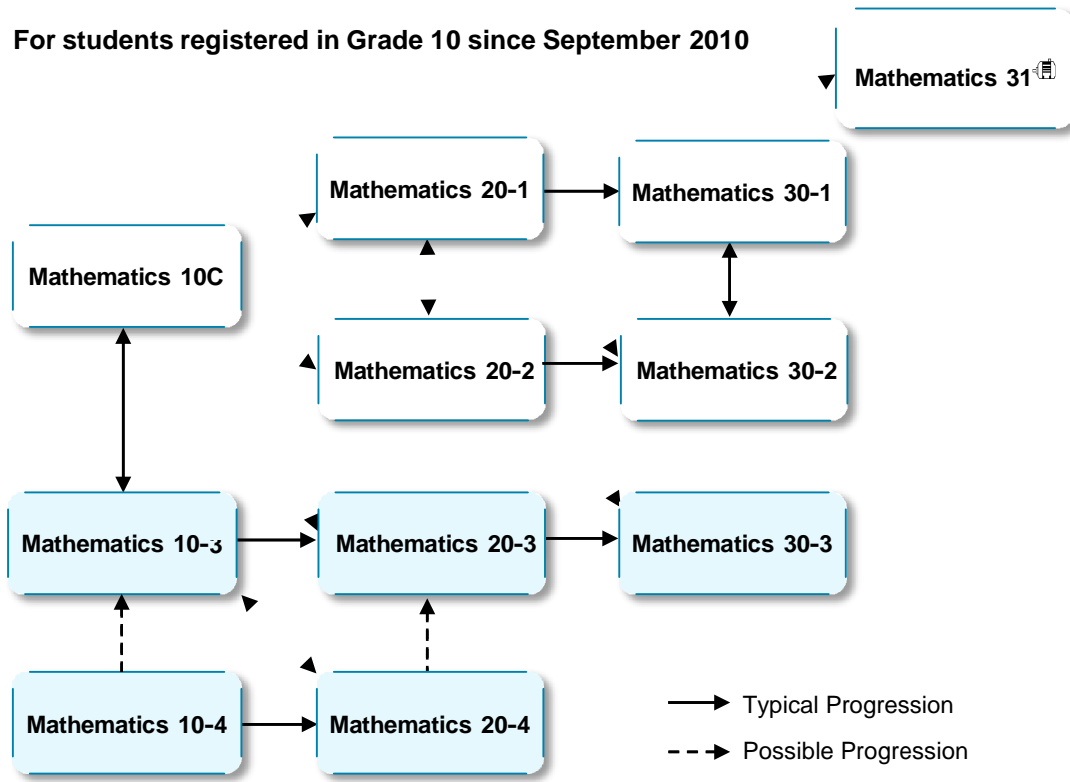 For students registered in Grade 10 since September 2010
Mathematics 31
Mathematics 20-1
Mathematics 30-1
Mathematics 10C
Mathematics 20-2
Mathematics 30-2
Mathematics 10-3
Mathematics 20-3
Mathematics 30-3
Mathematics 10-4
Mathematics 20-4
Typical Progression
Possible Progression